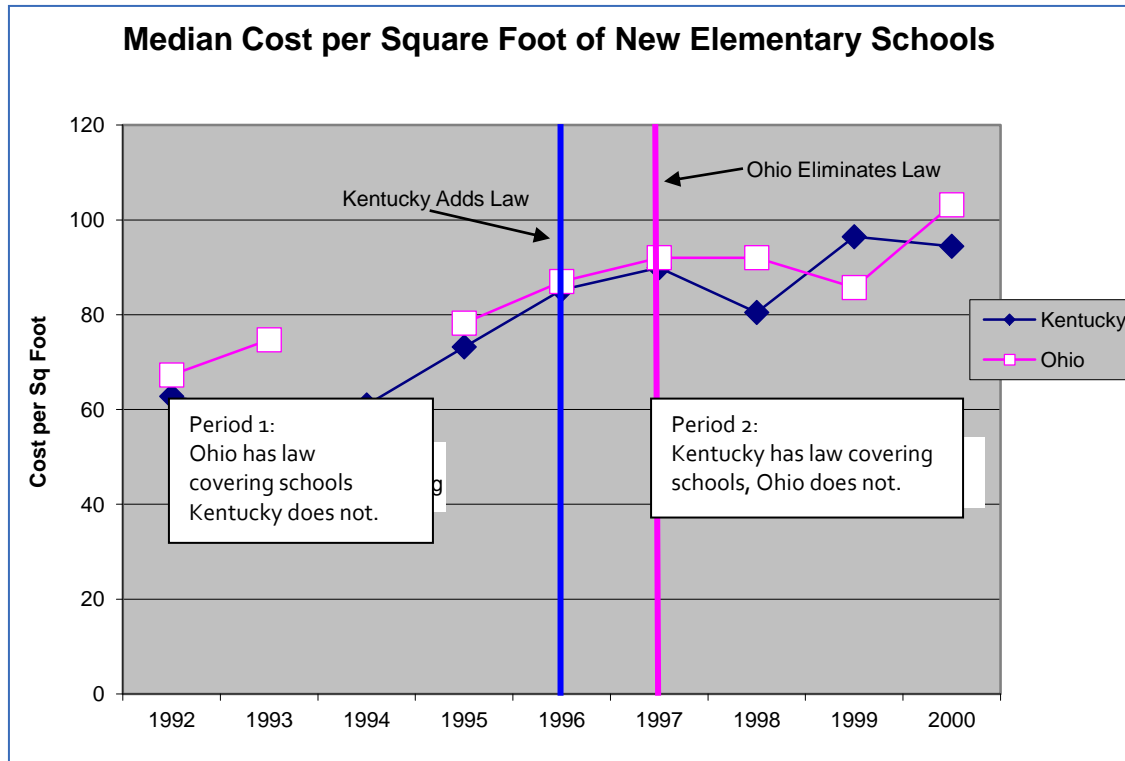 Median Cost per Square Foot of New Elementary Schools
120
100
80
60
40
20
0
Cost per Sq Foot
Kentucky Adds Law
Ohio Eliminates Law
Kentucky
Ohio
Period 1:
Ohio has law
covering schools
Kentucky does not.
Period 2:
Kentucky has law covering
schools, Ohio does not.
1992 1993 1994 1995 1996 1997 1998 1999 2000